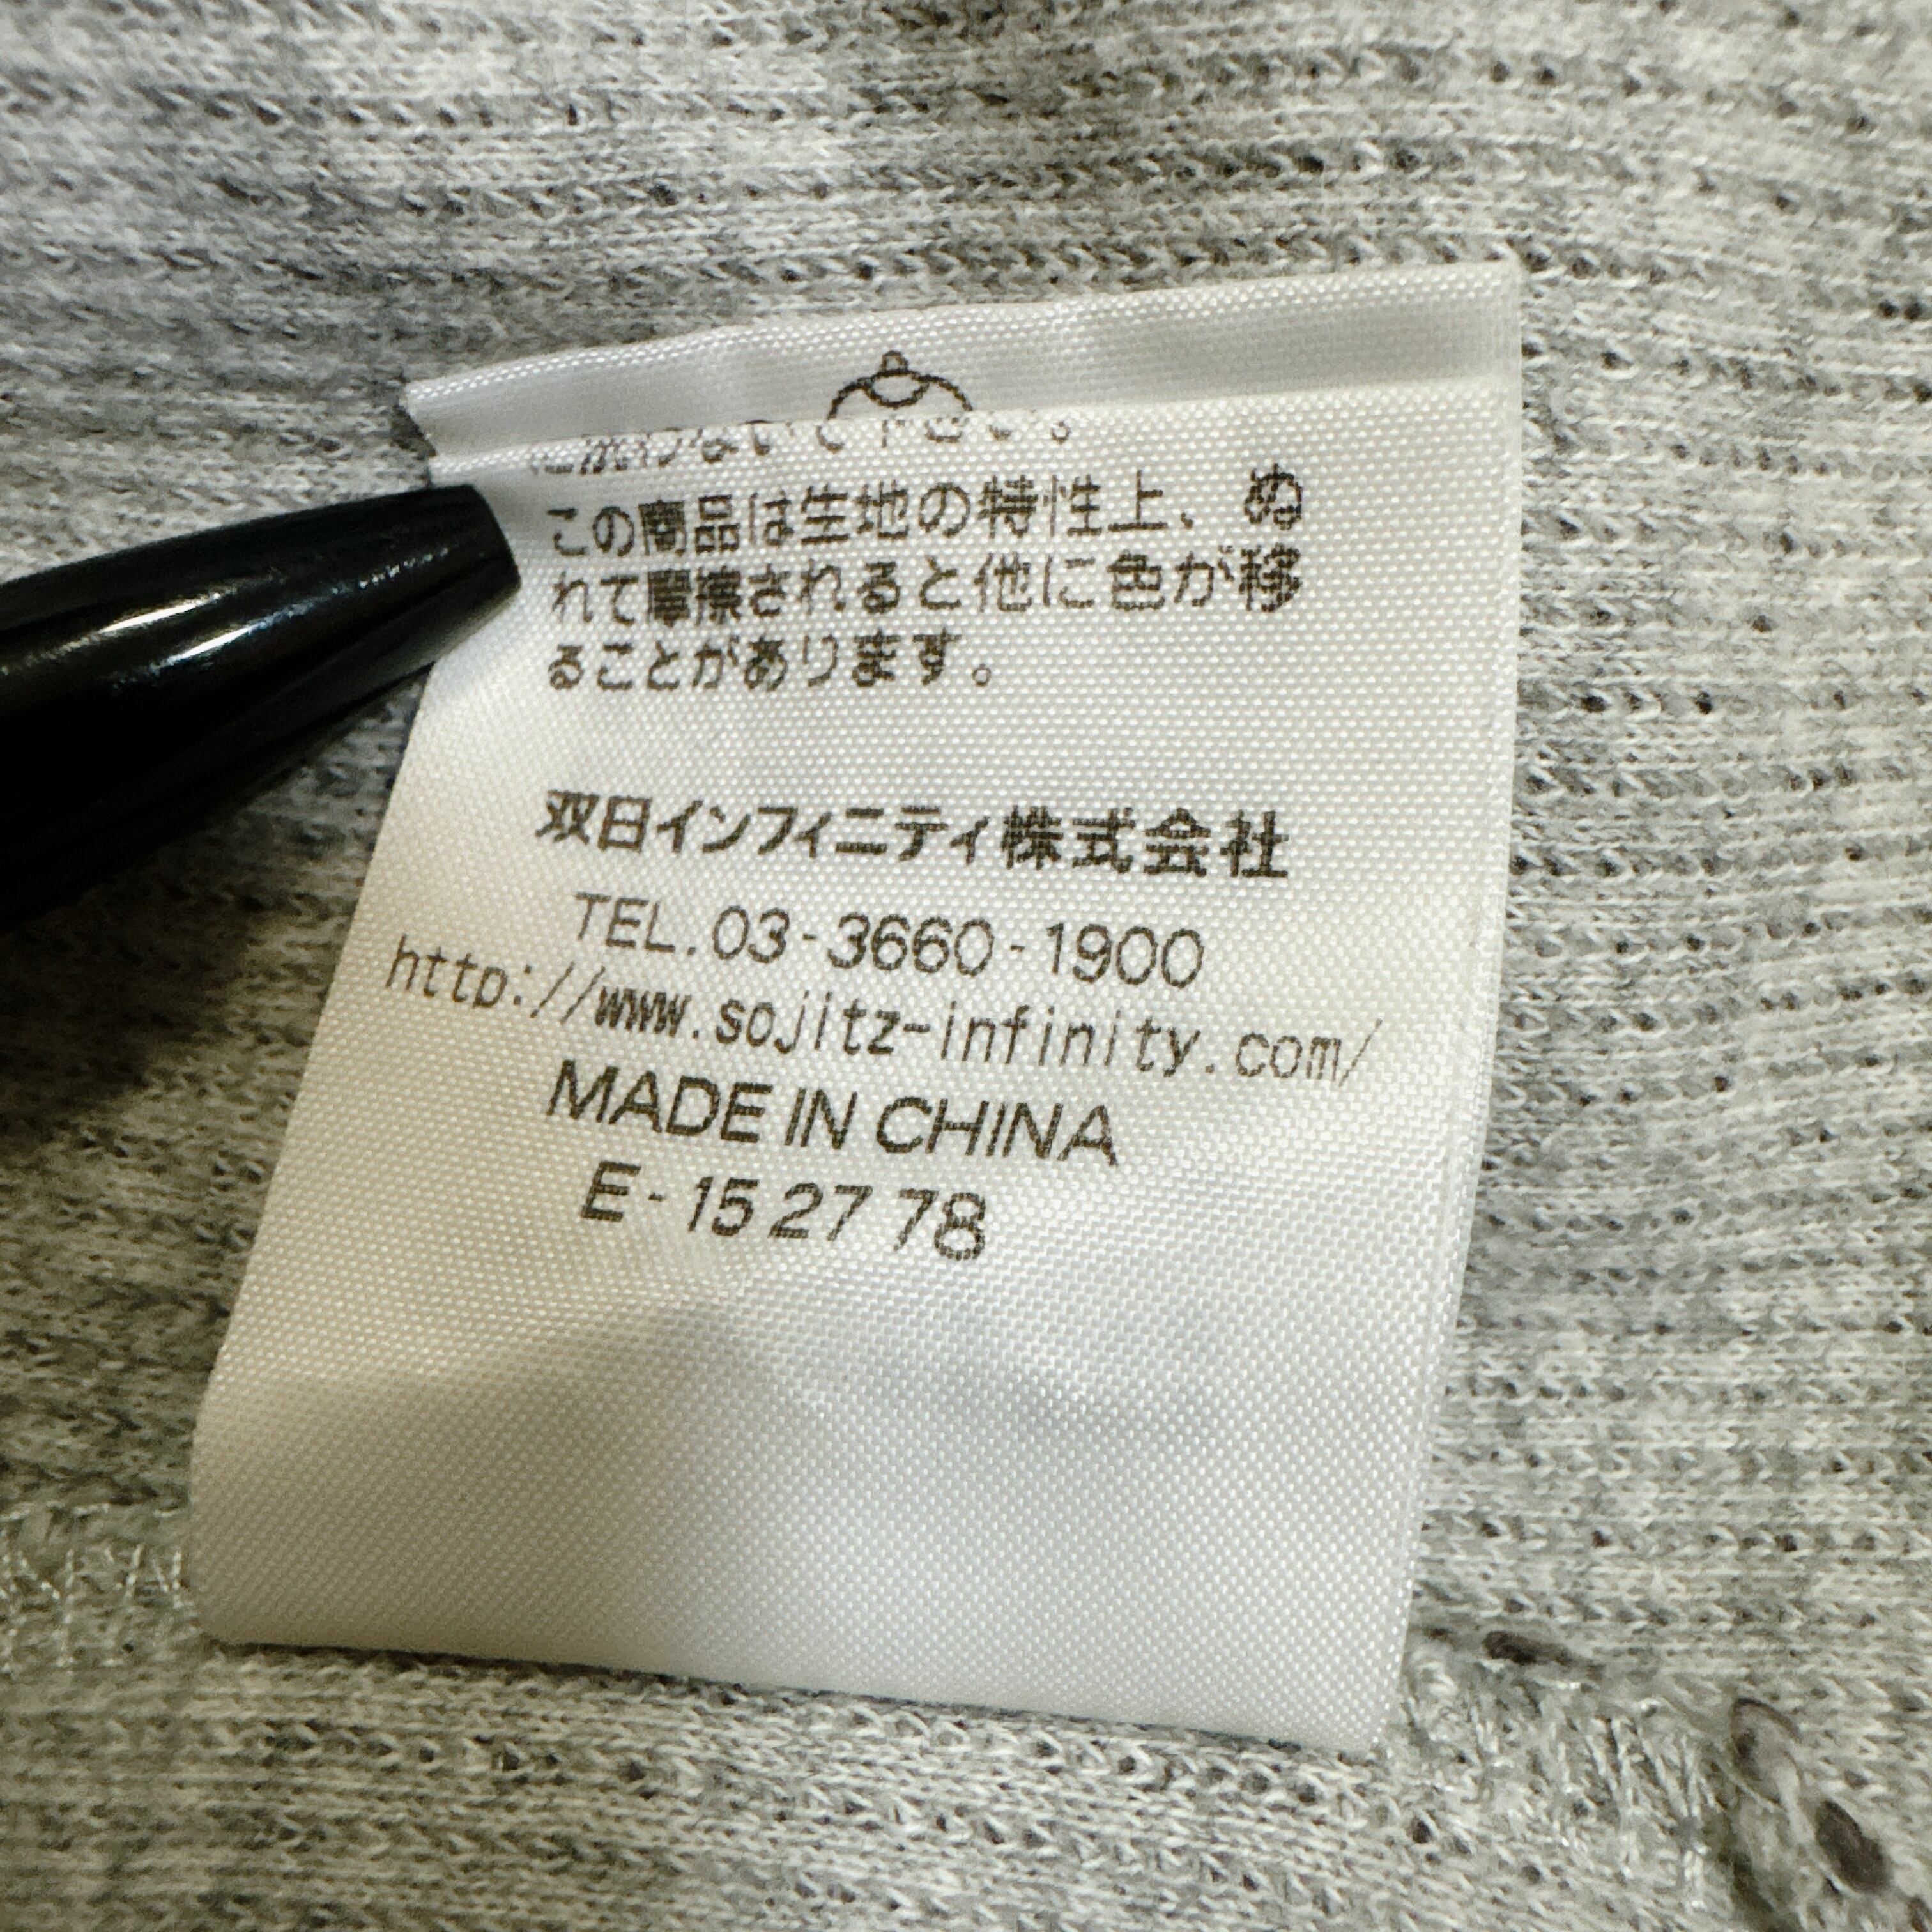 この商品は生地の特性上、ぬ
れて摩擦されると他に色が移
ることがあります。
双日インフィニティ株式会社
TEL.03-3660-1900
http://www.sojitz-infinity.com/
MADE IN CHINA
E-15 27 78